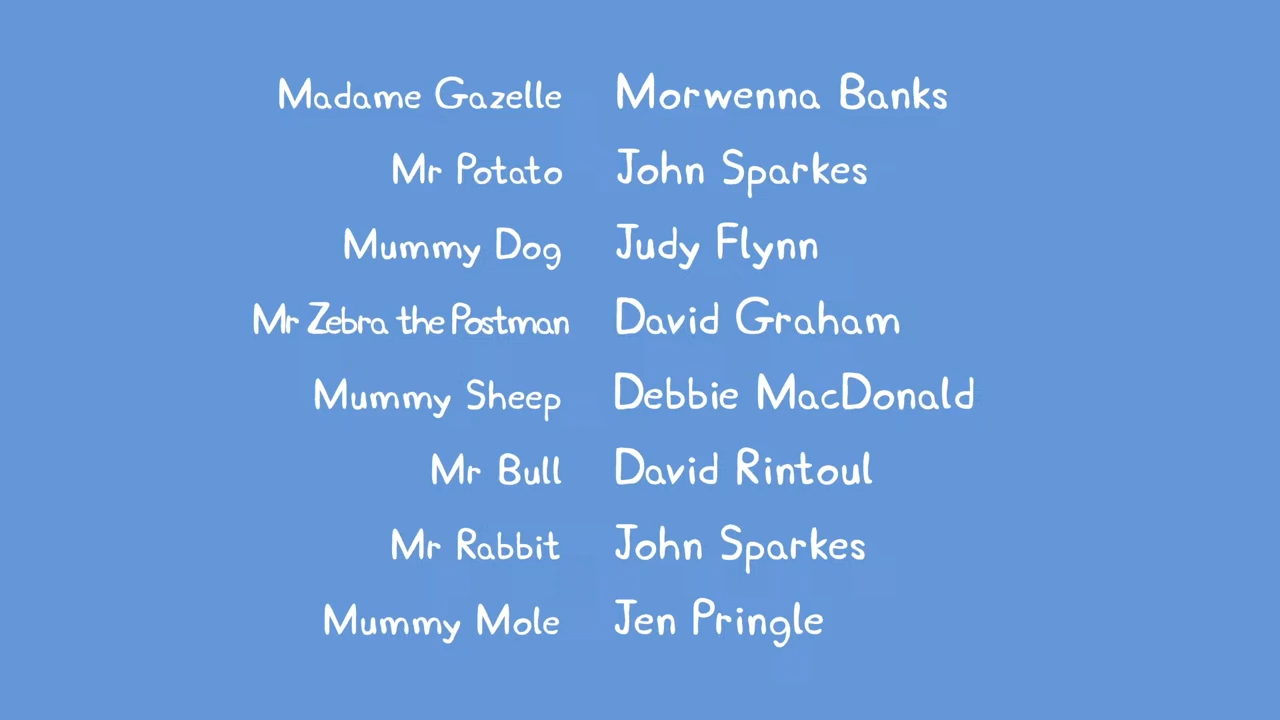 Madame Gazelle Morwenna Banks
Mr Potato John Sparkes
Mummy Dog Judy Flynn
Mr Zebra the Postman David Graham
Mummy Sheep Debbie MacDonald
Mr Bull David Rintoul
Mr Rabbit John Sparkes
Mummy Mole Jen Pringle